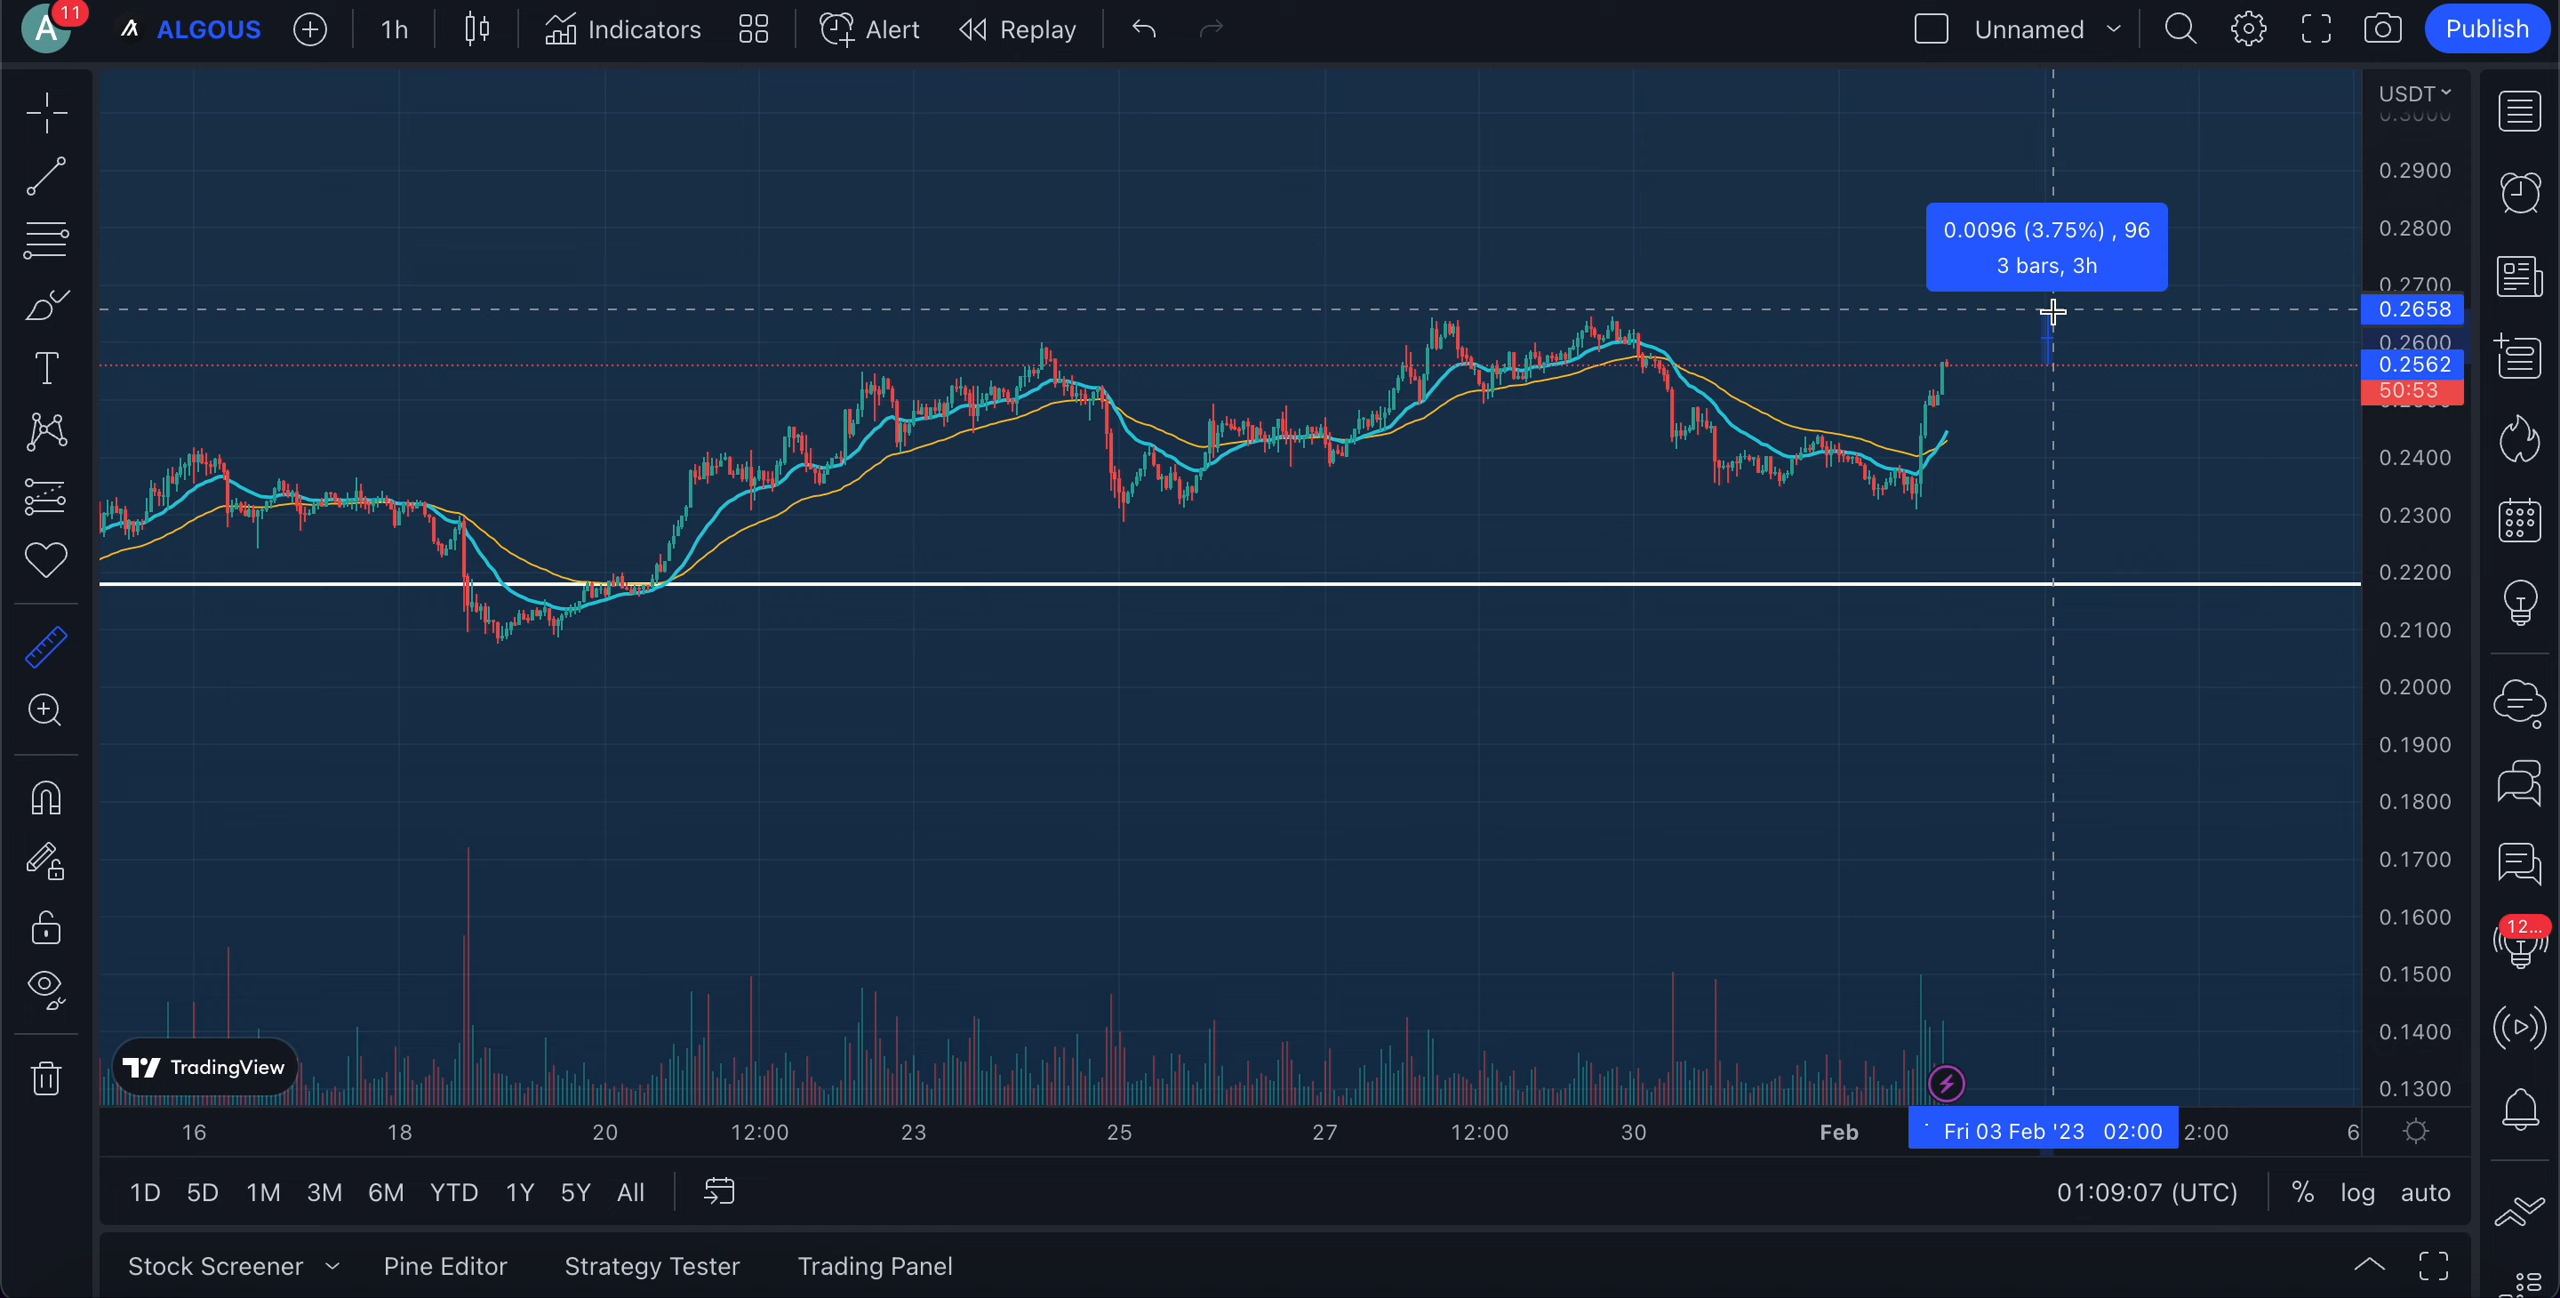 A 11 ALGOUS 1h Indicators Alert Replay Unnamed Publish
USDT
0.3000
0.2900
0.2800
0.0096 (3.75%) , 96
3 bars, 3h
0.2700
0.2658
0.2600
0.2562
50:53
0.2400
0.2300
0.2200
0.2100
0.2000
0.1900
0.1800
0.1700
0.1600
12...
0.1500
0.1400
TradingView
0.1300
16 18 20 12:00 23 25 27 12:00 30 Feb Fri 03 Feb '23 02:00 2:00 6
1D 5D 1M 3M 6M YTD 1Y 5Y All 01:09:07 (UTC) % log auto
Stock Screener Pine Editor Strategy Tester Trading Panel